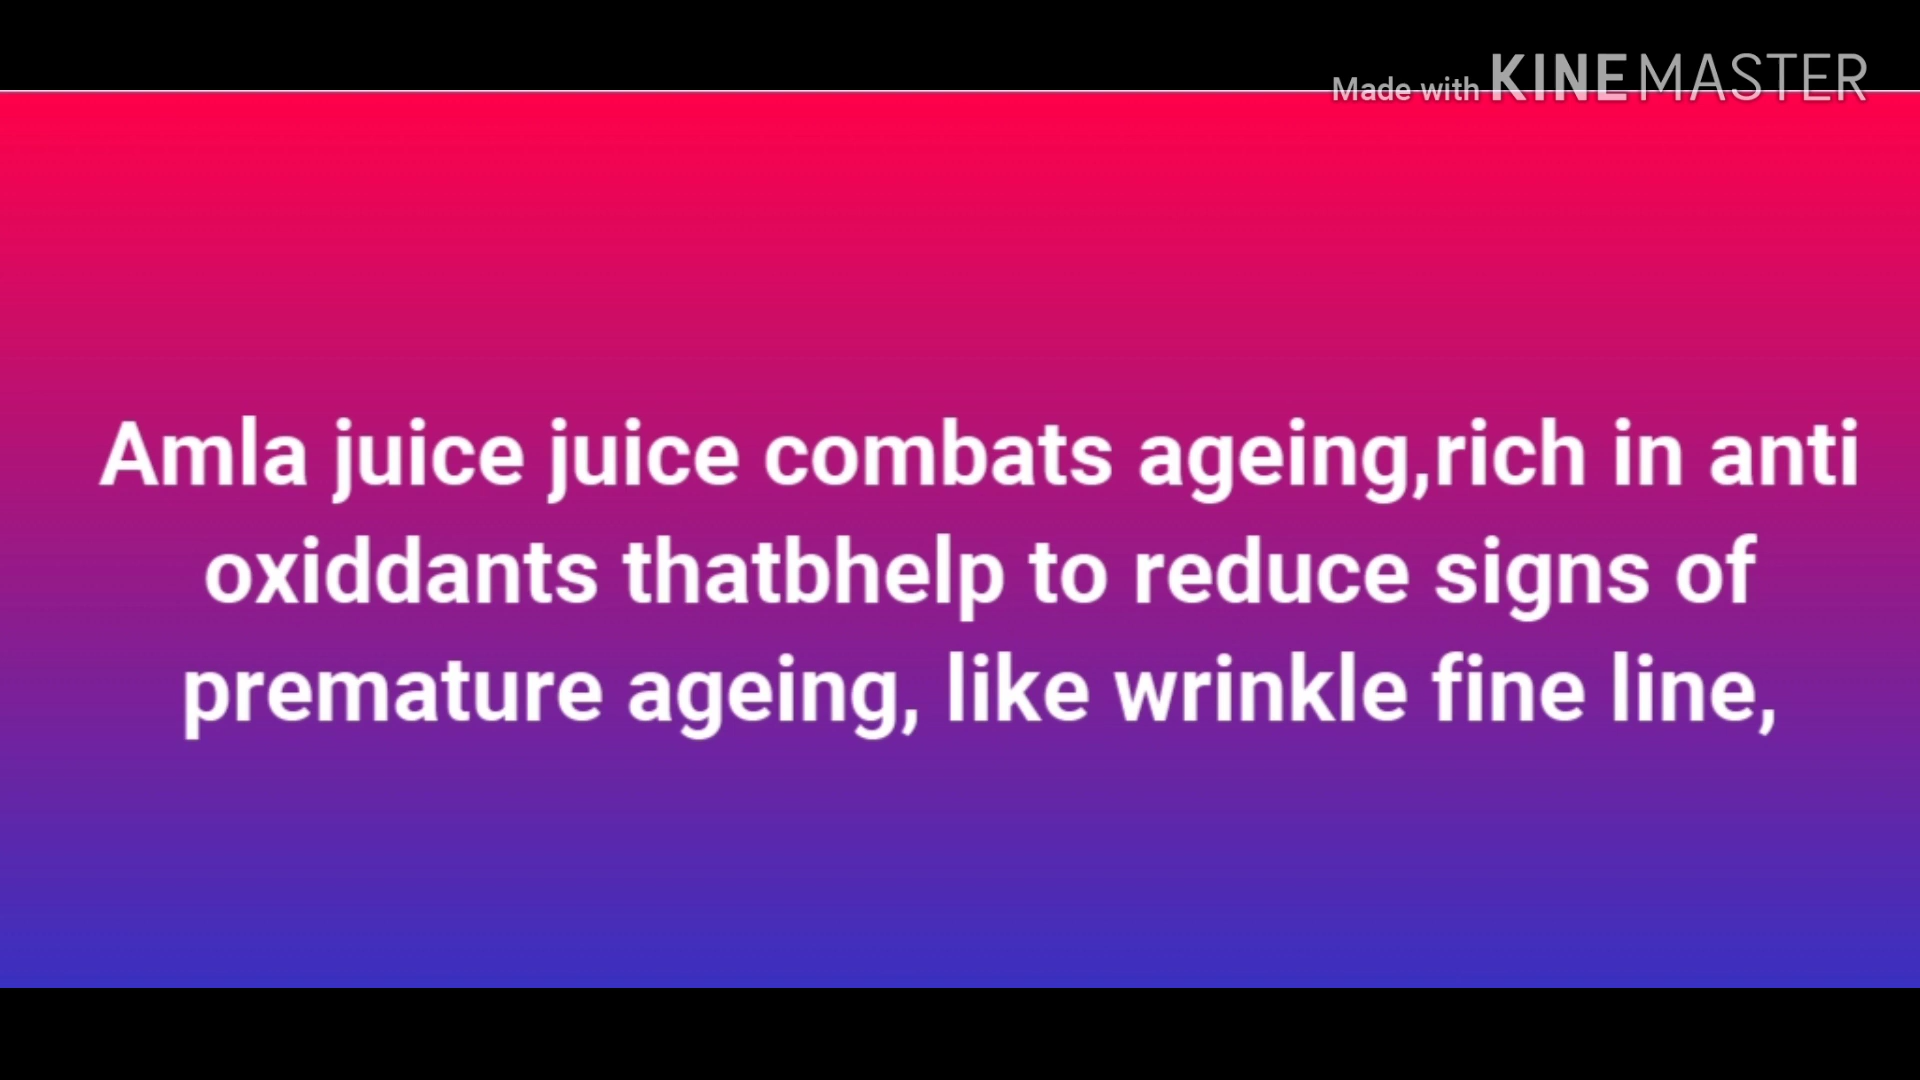 Made with KINEMASTER
Amla juice juice combats ageing,rich in anti
oxiddants thatbhelp to reduce signs of
premature ageing, like wrinkle fine line,